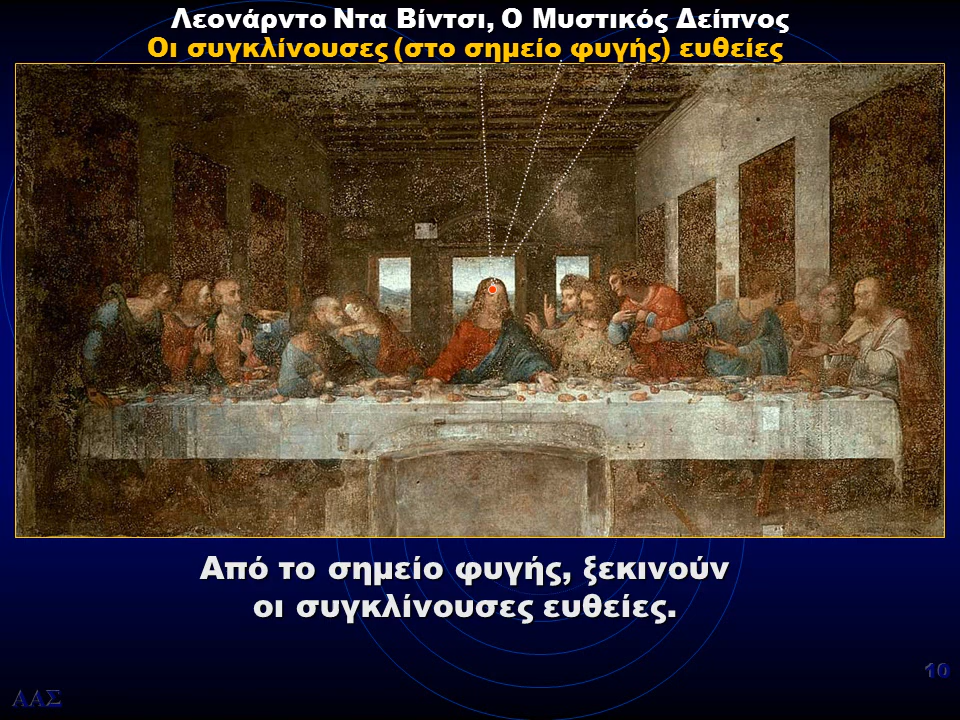 Λεονάρντο Ντα Βίντσι, Ο Μυστικός Δείπνος
Οι συγκλίνουσες (στο σημείο φυγής) ευθείες
Από το σημείο φυγής, ξεκινούν
οι συγκλίνουσες ευθείες.
10
ΑΑΣ